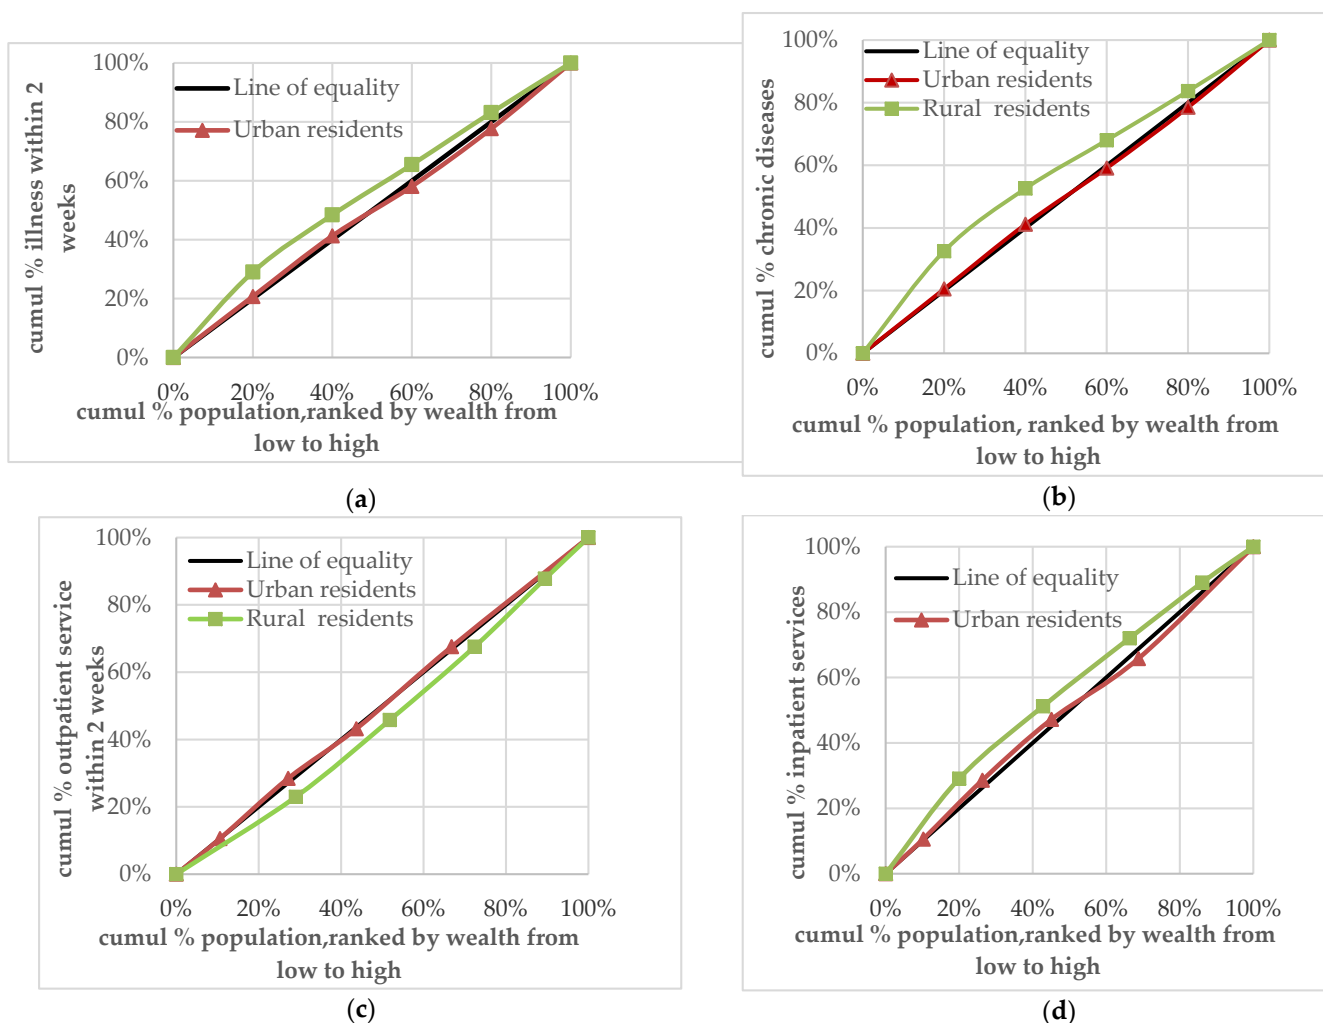 100%
80%
60%
40%
20%
0%
cumul % illness within 2
weeks
Line of equality
Urban residents
0% 20% 40% 60% 80% 100%
cumul % population,ranked by wealth from
low to high
(a)
100%
80%
60%
40%
20%
0%
cumul % chronic diseases
Line of equality
Urban residents
Rural residents
0% 20% 40% 60% 80% 100%
cumul % population, ranked by wealth from
low to high
(b)
100%
80%
60%
40%
20%
0%
cumul % outpatient service
within 2 weeks
Line of equality
Urban residents
Rural residents
0% 20% 40% 60% 80% 100%
cumul % population,ranked by wealth from
low to high
(c)
100%
80%
60%
40%
20%
0%
cumul % inpatient services
Line of equality
Urban residents
0% 20% 40% 60% 80% 100%
cumul % population,ranked by wealth from
low to high
(d)